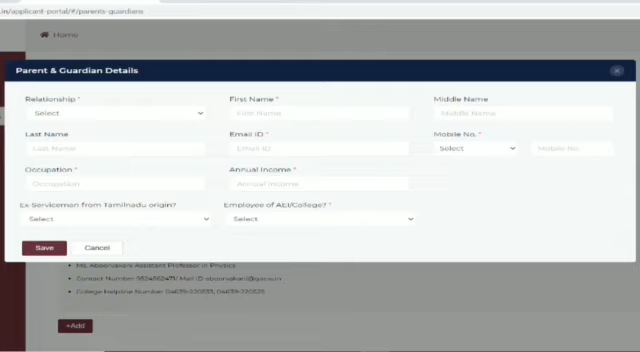 .in/applicant-portal/#/parents-guardians
Home
Parent & Guardian Details
Relationship * First Name * Middle Name
Select First Name Middle Name
Last Name Email ID * Mobile No. *
Last Name Email ID Select Mobile No.
Occupation * Annual Income *
Occupation Annual Income
Ex-Serviceman from Tamilnadu origin? Employee of AEI/College? *
Select Select
Save Cancel
Assistant Professor in Physics
Contact Number Mail ID
College Helpline Number
+Add